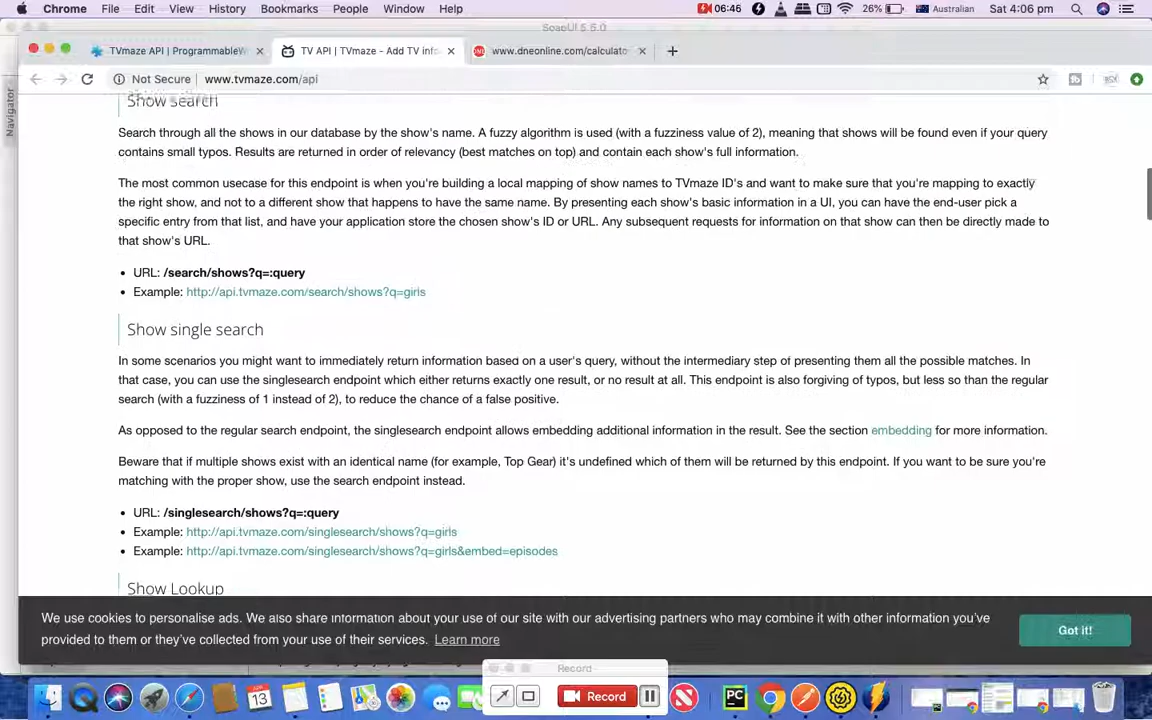 Chrome File Edit View History Bookmarks People Window Help 06:46 26% Australian Sat 4:06 pm
SoapUI 5.5.0
TVmaze API | ProgrammableW TV API | TVmaze - Add TV info www.dneonline.com/calculato
Not Secure www.tvmaze.com/api
Navigator
Show search
Search through all the shows in our database by the show's name. A fuzzy algorithm is used (with a fuzziness value of 2), meaning that shows will be found even if your query
contains small typos. Results are returned in order of relevancy (best matches on top) and contain each show's full information.
The most common usecase for this endpoint is when you're building a local mapping of show names to TVmaze ID's and want to make sure that you're mapping to exactly
the right show, and not to a different show that happens to have the same name. By presenting each show's basic information in a UI, you can have the end-user pick a
specific entry from that list, and have your application store the chosen show's ID or URL. Any subsequent requests for information on that show can then be directly made to
that show's URL.
• URL: /search/shows?q=:query
• Example: http://api.tvmaze.com/search/shows?q=girls
Show single search
In some scenarios you might want to immediately return information based on a user's query, without the intermediary step of presenting them all the possible matches. In
that case, you can use the singlesearch endpoint which either returns exactly one result, or no result at all. This endpoint is also forgiving of typos, but less so than the regular
search (with a fuzziness of 1 instead of 2), to reduce the chance of a false positive.
As opposed to the regular search endpoint, the singlesearch endpoint allows embedding additional information in the result. See the section embedding for more information.
Beware that if multiple shows exist with an identical name (for example, Top Gear) it's undefined which of them will be returned by this endpoint. If you want to be sure you're
matching with the proper show, use the search endpoint instead.
• URL: /singlesearch/shows?q=:query
• Example: http://api.tvmaze.com/singlesearch/shows?q=girls
• Example: http://api.tvmaze.com/singlesearch/shows?q=girls&embed=episodes
Show Lookup
We use cookies to personalise ads. We also share information about your use of our site with our advertising partners who may combine it with other information you've
provided to them or they've collected from your use of their services. Learn more
Got it!
Record
Record
13
PC